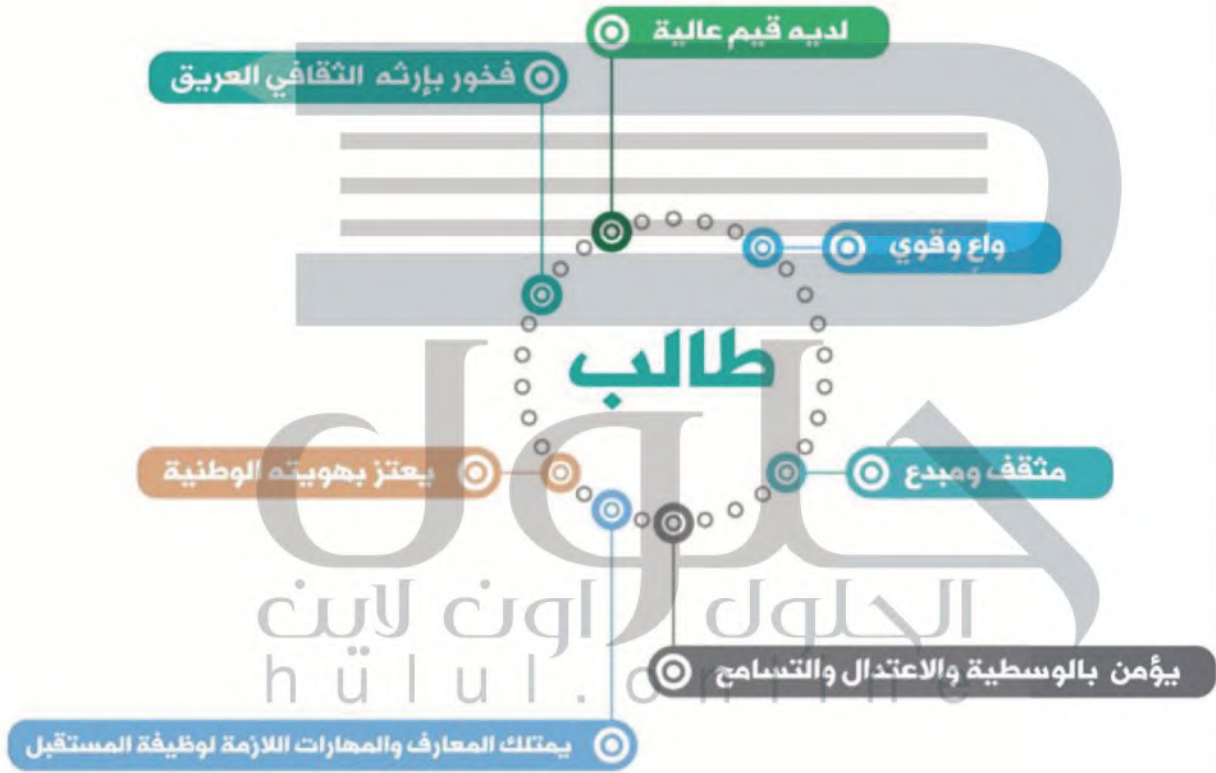 لديه قيم عالية
فخور بإرثه الثقافي العريق
واعٍ وقوي
طالب
يعتز بهويته الوطنية
مثقف ومبدع
حلول
الحلول اون لاين
hulul.online
يؤمن بالوسطية والاعتدال والتسامح
يمتلك المعارف والمهارات اللازمة لوظيفة المستقبل